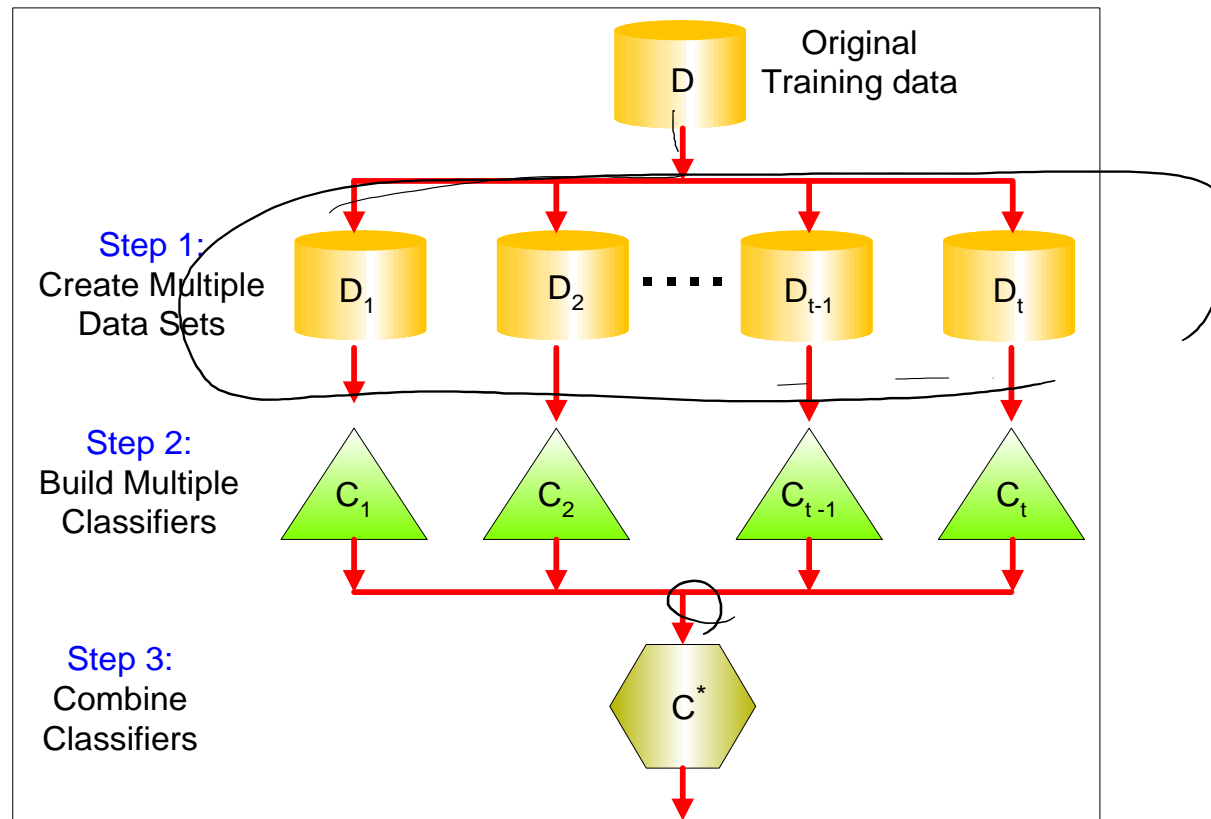 Original
Training data
D
Step 1:
Create Multiple
Data Sets
D1
D2
....
Dt-1
Dt
Step 2:
Build Multiple
Classifiers
C1
C2
Ct -1
Ct
Step 3:
Combine
Classifiers
C*